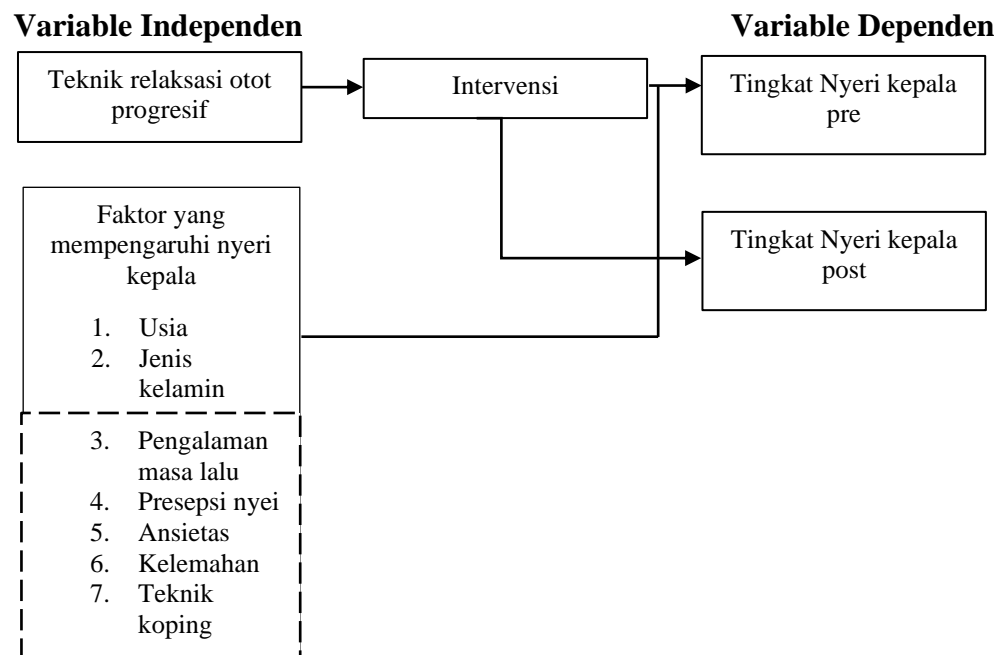 Variable Independen
Variable Dependen
Teknik relaksasi otot
progresif
Intervensi
Tingkat Nyeri kepala
pre
Faktor yang
mempengaruhi nyeri
kepala
1. Usia
2. Jenis
kelamin
3. Pengalaman
masa lalu
4. Presepsi nyei
5. Ansietas
6. Kelemahan
7. Teknik
koping
Tingkat Nyeri kepala
post